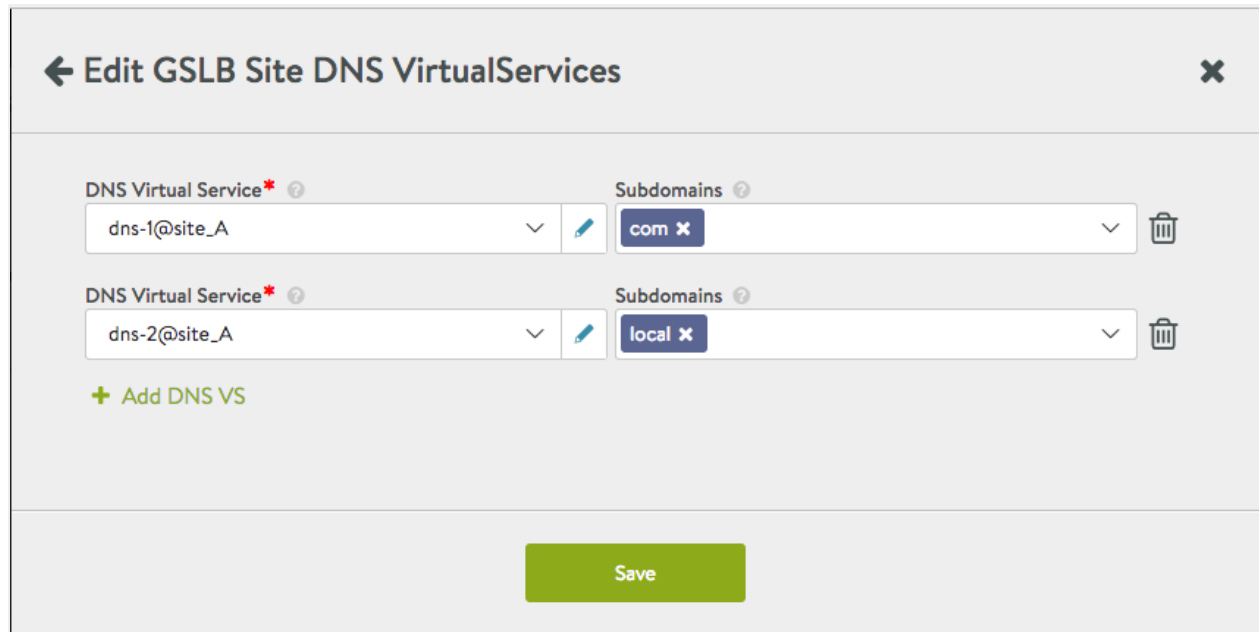 Edit GSLB Site DNS VirtualServices
DNS Virtual Service* Subdomains
dns-1@site_A com
DNS Virtual Service* Subdomains
dns-2@site_A local
+ Add DNS VS
Save